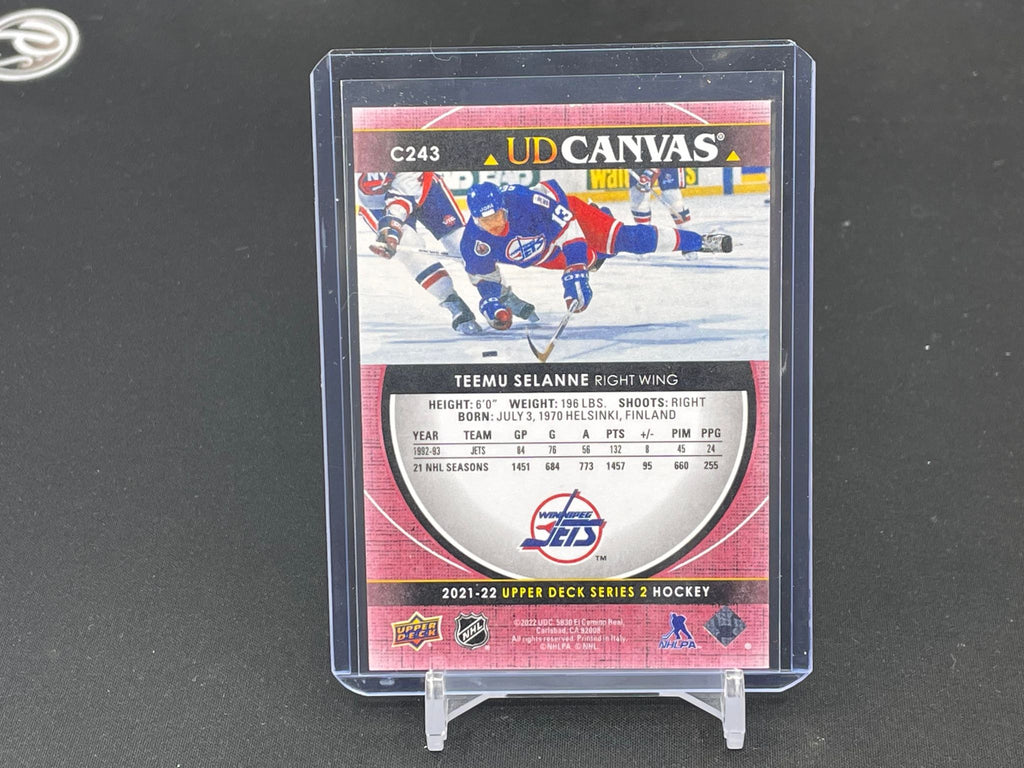 C243
UD CANVAS®
NY
TEEMU SELANNE RIGHT WING
HEIGHT: 6'0" WEIGHT: 196 LBS. SHOOTS: RIGHT
BORN: JULY 3, 1970 HELSINKI, FINLAND
YEAR TEAM GP G A PTS +/- PIM PPG
1992-93 JETS 84 76 56 132 8 45 24
21 NHL SEASONS 1451 684 773 1457 95 660 255
WINNIPEG
JETS
TM
2021-22 UPPER DECK SERIES 2 HOCKEY
UPPER DECK
NHL
©2022 UDC. 5830 El Camino Real,
Carlsbad, CA 92008.
All rights reserved. Printed in Italy.
©NHLPA. ©NHL.
NHLPA